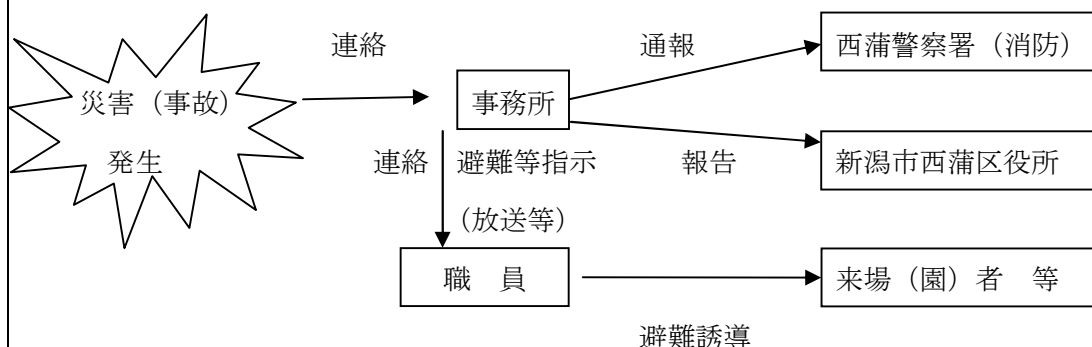 連絡
通報
西蒲警察署（消防）
災害（事故）
発生
事務所
連絡
避難等指示
（放送等）
報告
新潟市西蒲区役所
職　員
来場（園）者　等
避難誘導